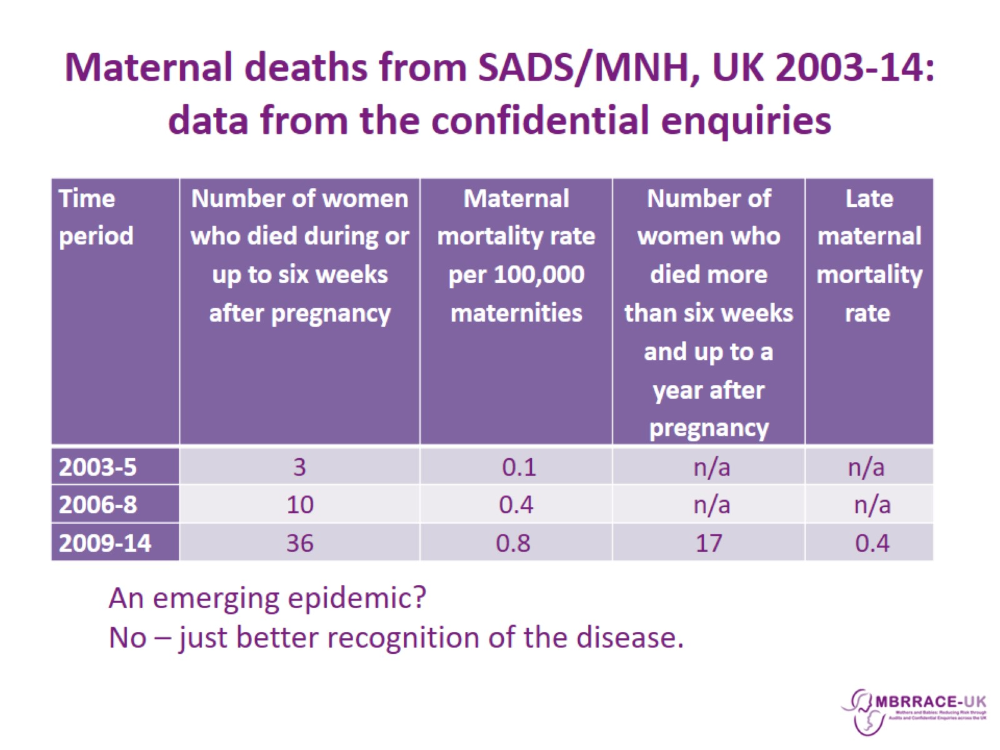 Maternal deaths from SADS/MNH, UK 2003-14:
data from the confidential enquiries
Time
period
Number of women
who died during or
up to six weeks
after pregnancy
Maternal
mortality rate
per 100,000
maternities
Number of
women who
died more
than six weeks
and up to a
year after
pregnancy
Late
maternal
mortality
rate
2003-5 3 0.1 n/a n/a
2006-8 10 0.4 n/a n/a
2009-14 36 0.8 17 0.4
An emerging epidemic?
No – just better recognition of the disease.
MBRRACE-UK
Mothers and Babies: Reducing Risk through
Audits and Confidential Enquiries across the UK